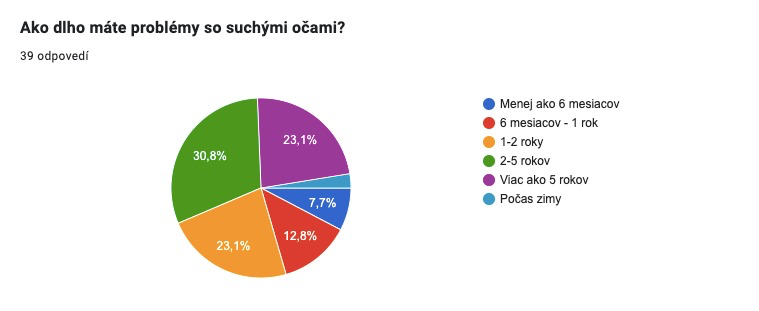 Ako dlho máte problémy so suchými očami?
39 odpovedí
23,1%
30,8%
7,7%
12,8%
23,1%
Menej ako 6 mesiacov
6 mesiacov - 1 rok
1-2 roky
2-5 rokov
Viac ako 5 rokov
Počas zimy